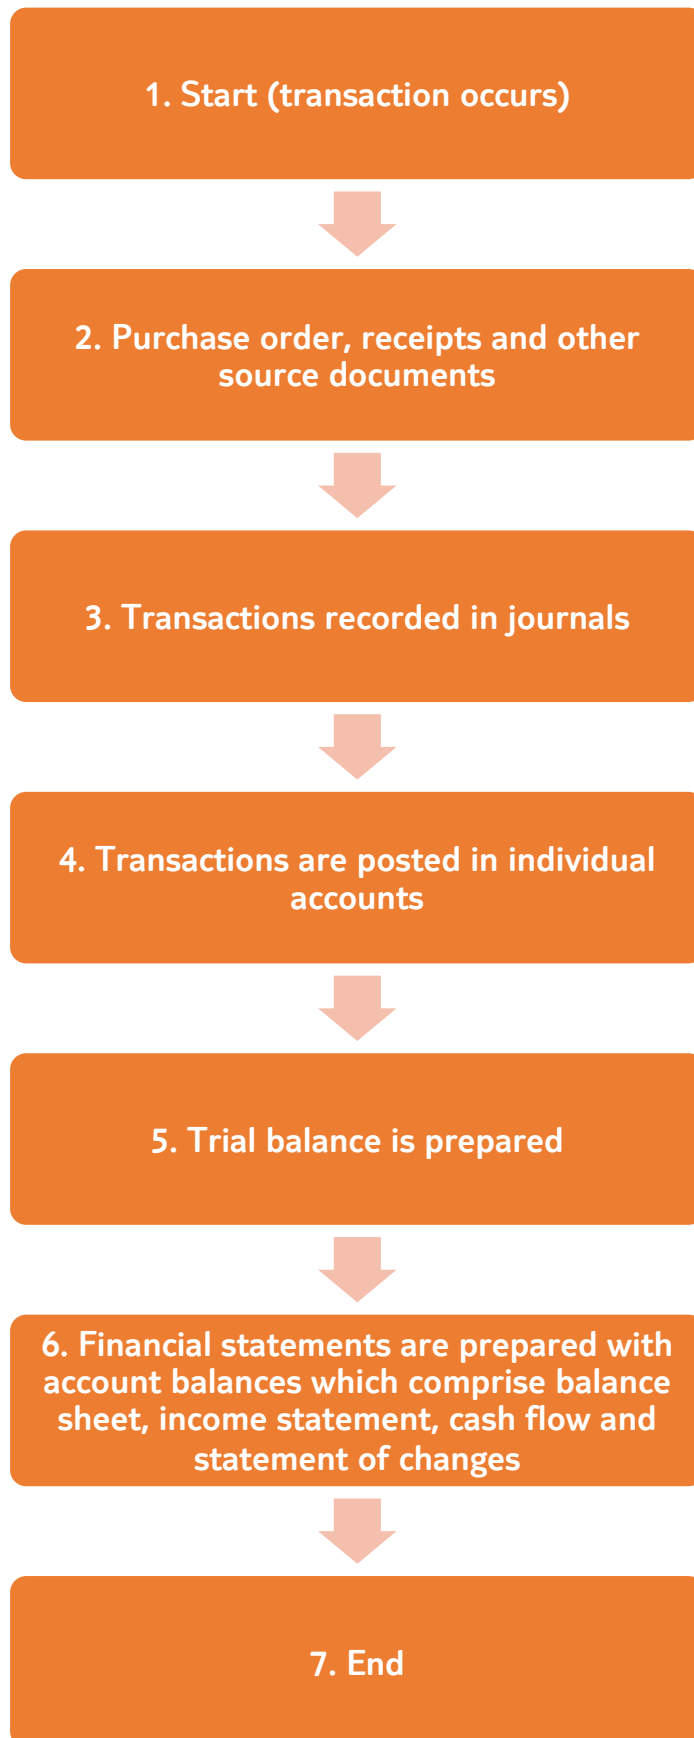 1. Start (transaction occurs)
2. Purchase order, receipts and other
source documents
3. Transactions recorded in journals
4. Transactions are posted in individual
accounts
5. Trial balance is prepared
6. Financial statements are prepared with
account balances which comprise balance
sheet, income statement, cash flow and
statement of changes
7. End